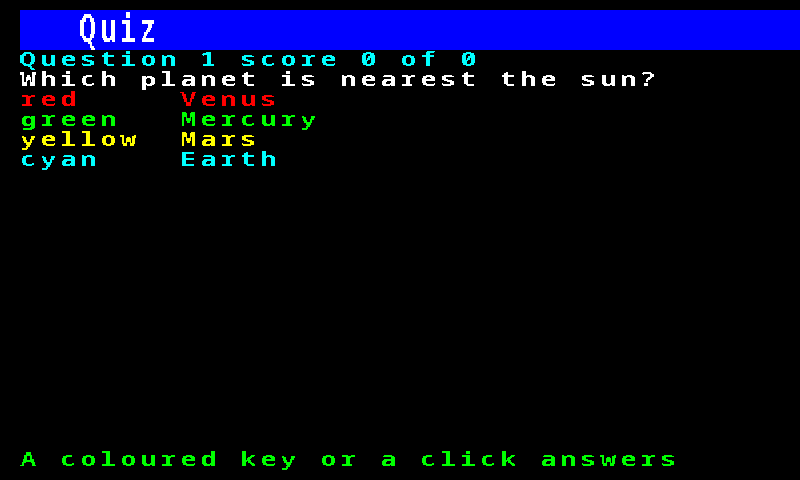 Quiz
Question 1 score 0 of 0
Which planet is nearest the sun?
red Venus
green Mercury
yellow Mars
cyan Earth
A coloured key or a click answers